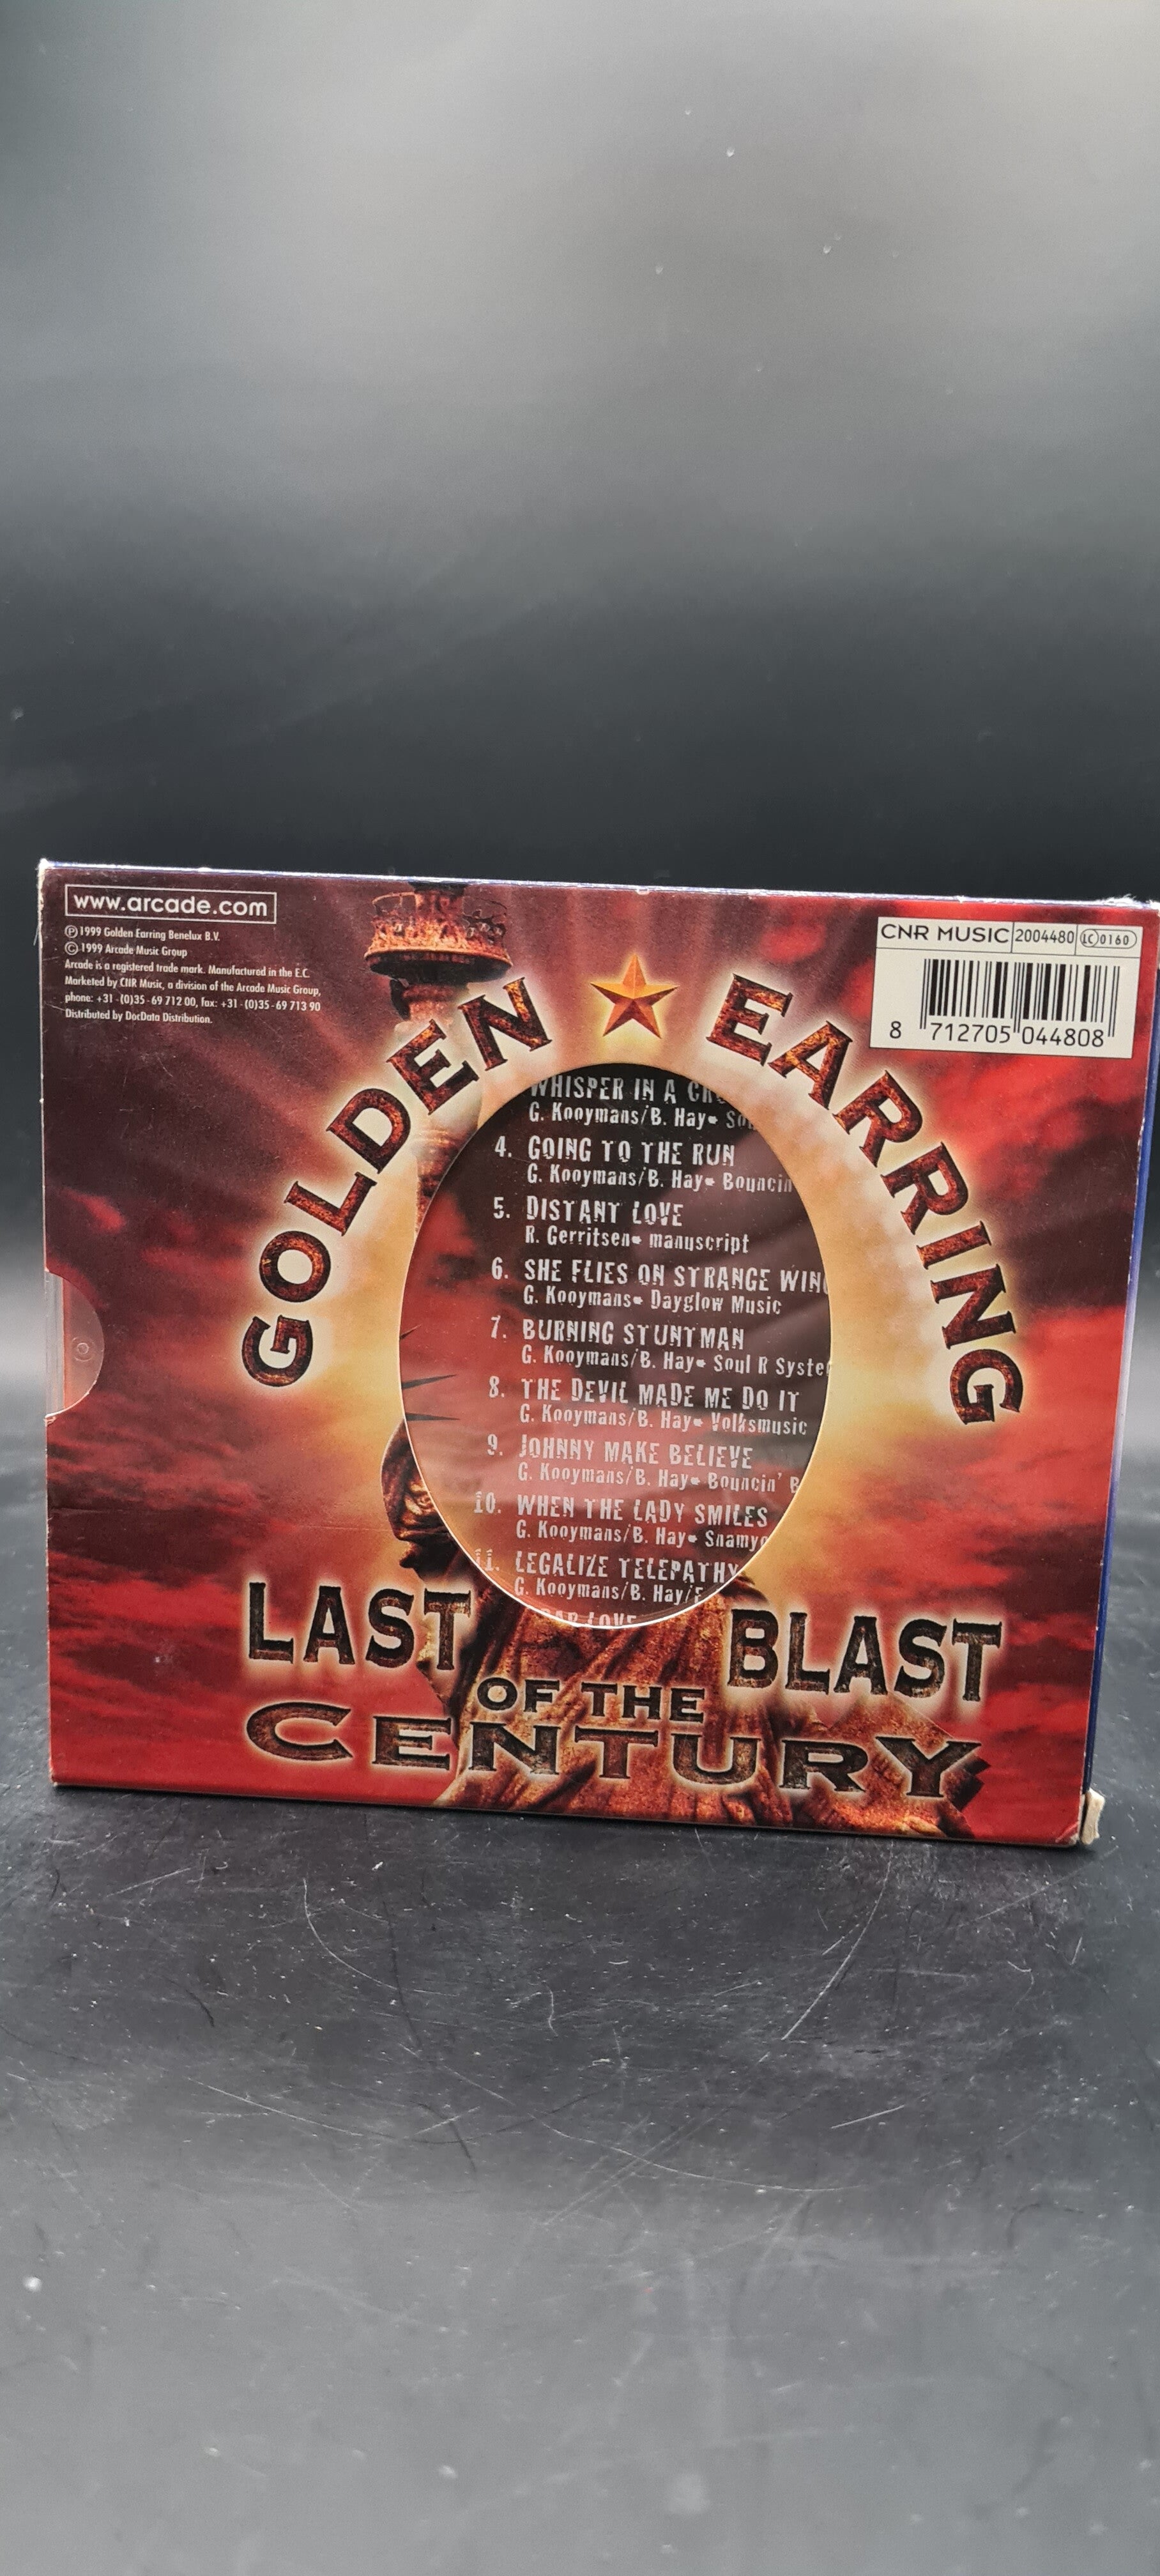 www.arcade.com
Ⓟ 1999 Golden Earring Benelux B.V.
© 1999 Arcade Music Group
Arcade is a registered trade mark. Manufactured in the E.C.
Marketed by CNR Music, a division of the Arcade Music Group,
phone: +31 - (0)35 - 69 712 00, fax: +31 - (0)35 - 69 713 90
Distributed by DocData Distribution.
CNR MUSIC 2004480 LC 0160
8 712705 044808
GOLDEN ★ EARRING
WHISPER IN A
G. Kooymans/B. Hay•
4. GOING TO THE RUN
G. Kooymans/B. Hay• Bouncin
5. DISTANT LOVE
R. Gerritsen• manuscript
6. SHE FLIES ON STRANGE WIN
G. Kooymans• Dayglow Music
7. BURNING STUNTMAN
G. Kooymans/B. Hay• Soul R Syste
8. THE DEVIL MADE ME DO IT
G. Kooymans/B. Hay• Volksmusic
9. JOHNNY MAKE BELIEVE
G. Kooymans/B. Hay• Bouncin' B
10. WHEN THE LADY SMILES
G. Kooymans/B. Hay• Snamy
11. LEGALIZE TELEPATHY
G. Kooymans/B. Hay/
LOVE
LAST BLAST
OF THE
CENTURY